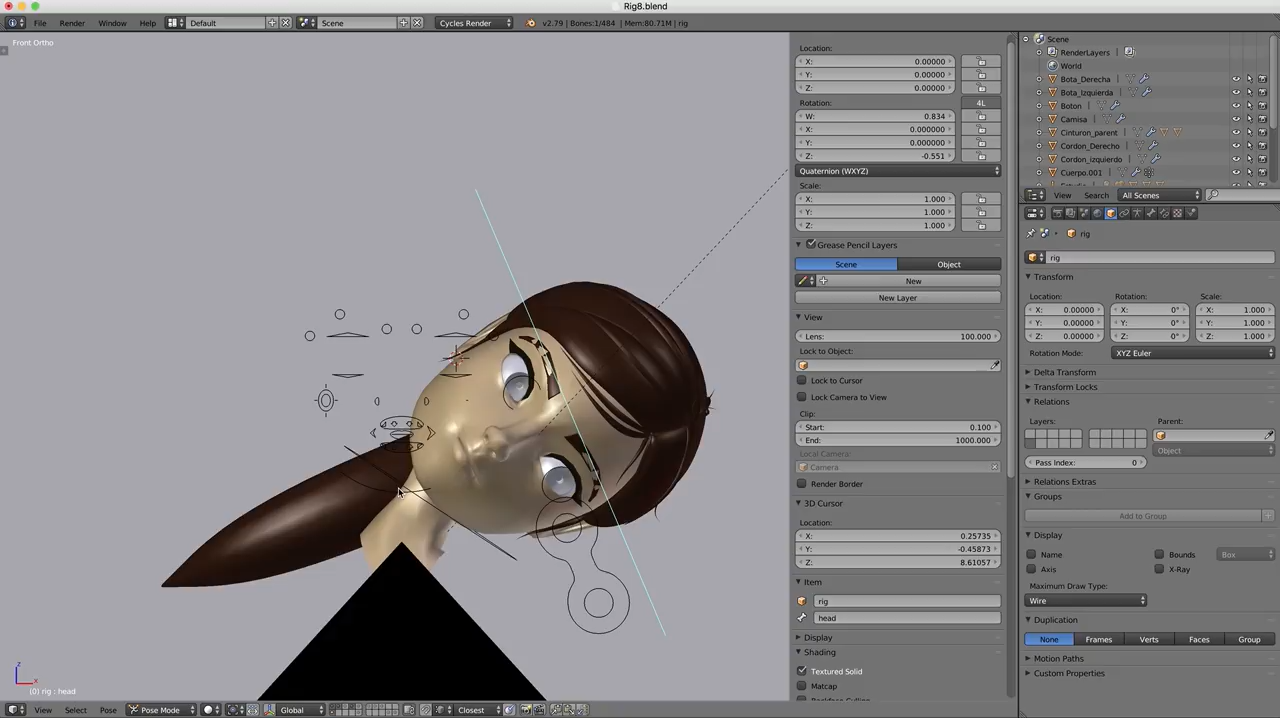 Rig8.blend
File Render Window Help Default Scene Cycles Render v2.79 | Bones:1/484 | Mem:80.71M | rig
Front Ortho
Location:
X: 0.00000
Y: 0.00000
Z: 0.00000
Rotation: 4L
W: 0.834
X: 0.000000
Y: 0.000000
Z: -0.551
Quaternion (WXYZ)
Scale:
X: 1.000
Y: 1.000
Z: 1.000
Grease Pencil Layers
Scene Object
New
New Layer
View
Lens: 100.000
Lock to Object:
Lock to Cursor
Lock Camera to View
Clip:
Start: 0.100
End: 1000.000
Local Camera:
Camera
Render Border
3D Cursor
Location:
X: 0.25735
Y: -0.45873
Z: 8.61057
Item
rig
head
Display
Shading
Textured Solid
Matcap
Scene
RenderLayers
World
Bota_Derecha
Bota_Izquierda
Boton
Camisa
Cinturon_parent
Cordon_Derecho
Cordon_izquierdo
Cuerpo.001
View Search All Scenes
rig
rig
Transform
Location: Rotation: Scale:
X: 0.00000 X: 0° X: 1.000
Y: 0.00000 Y: 0° Y: 1.000
Z: 0.00000 Z: 0° Z: 1.000
Rotation Mode: XYZ Euler
Delta Transform
Transform Locks
Relations
Layers: Parent:
Object
Pass Index: 0
Relations Extras
Groups
Add to Group
Display
Name Bounds Box
Axis X-Ray
Maximum Draw Type:
Wire
Duplication
None Frames Verts Faces Group
Motion Paths
Custom Properties
z
x
(0) rig : head
View Select Pose Pose Mode Global Closest